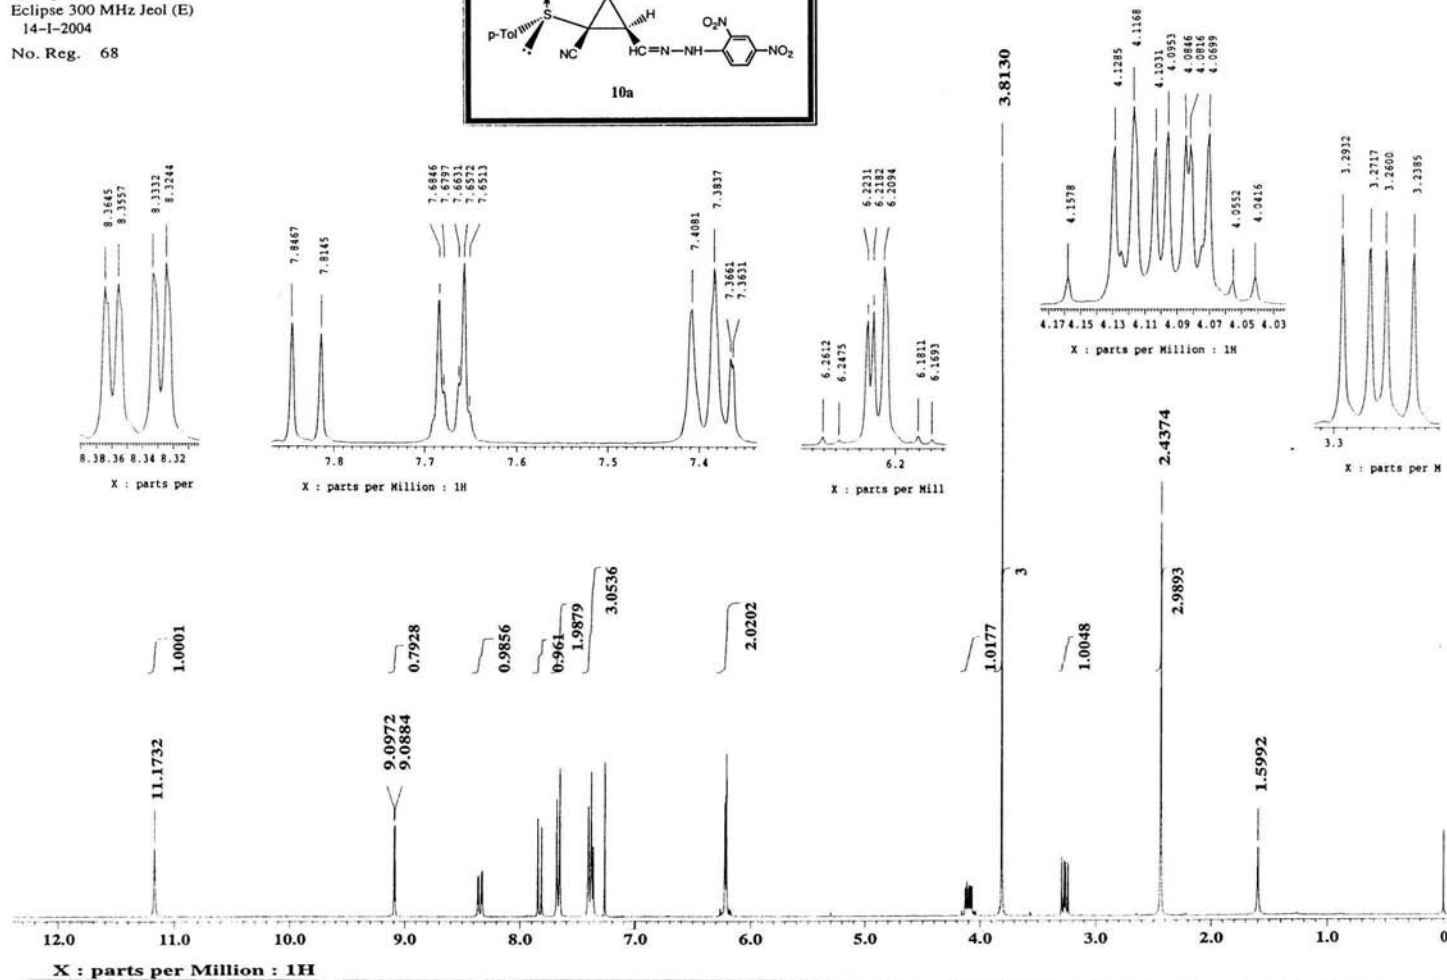 Eclipse 300 MHz Jeol (E)
14-I-2004
No. Reg. 68
S
p-Tol
NC
H
HC=N-NH
O₂N
NO₂
10a
8.3645
8.3557
8.3332
8.3244
8.38 8.36 8.34 8.32
X : parts per
7.8467
7.8145
7.6846
7.6797
7.6631
7.6572
7.6513
7.4081
7.3837
7.3661
7.3631
7.8 7.7 7.6 7.5 7.4
X : parts per Million : 1H
6.2612
6.2475
6.2231
6.2182
6.2094
6.1811
6.1693
6.2
X : parts per Mill
3.8130
4.1578
4.1285
4.1168
4.1031
4.0953
4.0846
4.0816
4.0699
4.0552
4.0416
4.17 4.15 4.13 4.11 4.09 4.07 4.05 4.03
X : parts per Million : 1H
3.2932
3.2717
3.2600
3.2385
3.3
X : parts per M
2.4374
1.0001
0.7928
0.9856
0.961
1.9879
3.0536
2.0202
1.0177
3
1.0048
2.9893
11.1732
9.0972
9.0884
1.5992
12.0 11.0 10.0 9.0 8.0 7.0 6.0 5.0 4.0 3.0 2.0 1.0 0
X : parts per Million : 1H